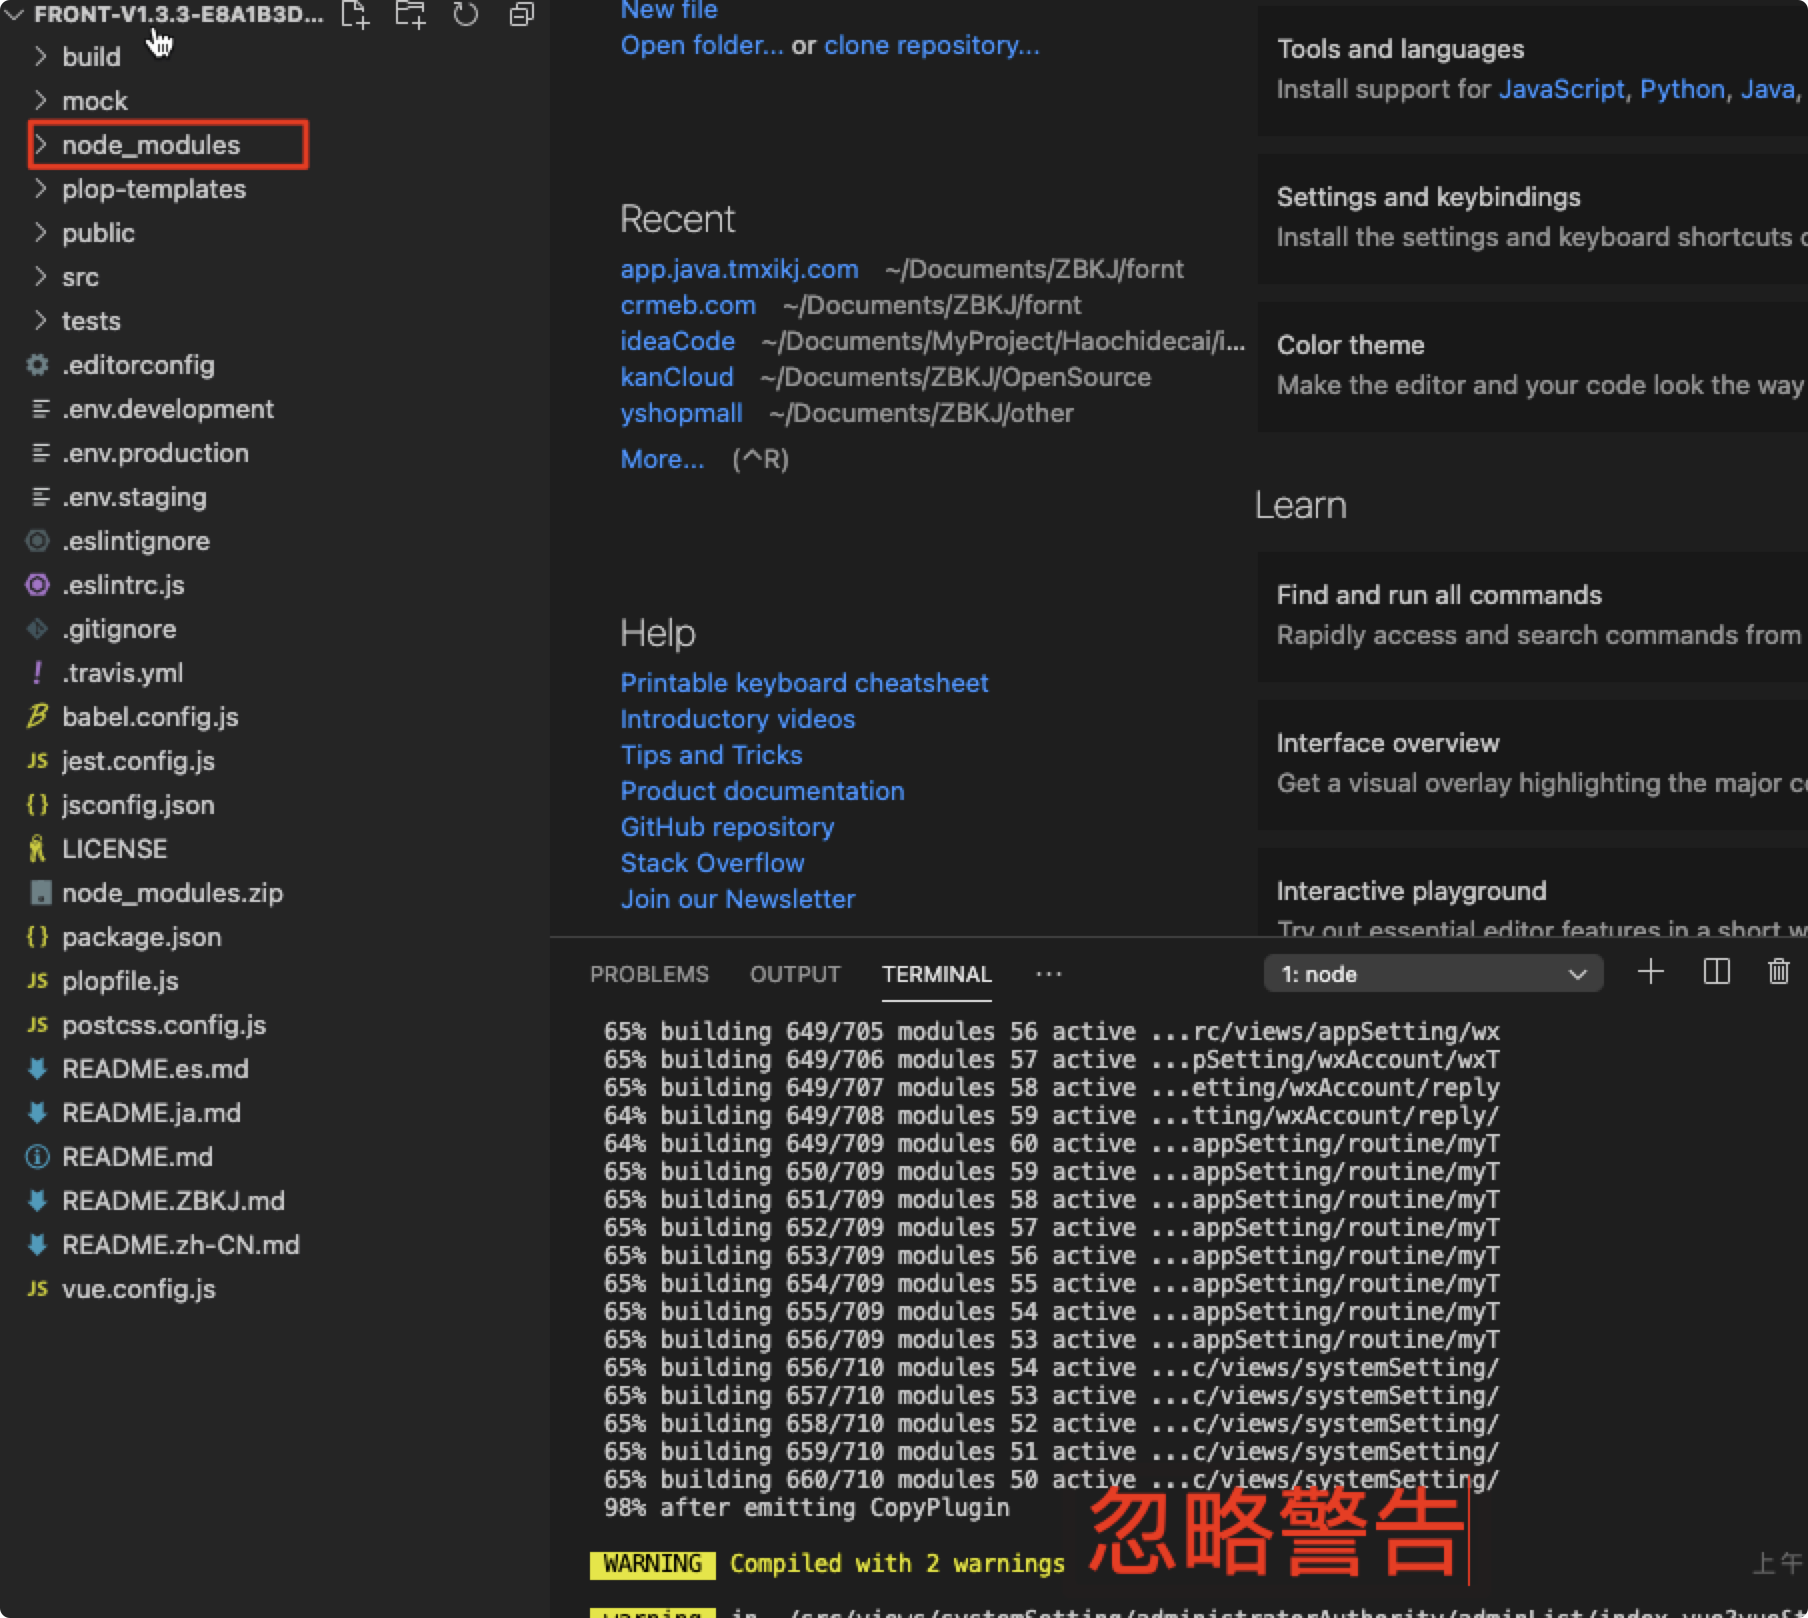 FRONT-V1.3.3-E8A1B3D...
build
mock
node_modules
plop-templates
public
src
tests
.editorconfig
.env.development
.env.production
.env.staging
.eslintignore
.eslintrc.js
.gitignore
.travis.yml
babel.config.js
jest.config.js
jsconfig.json
LICENSE
node_modules.zip
package.json
plopfile.js
postcss.config.js
README.es.md
README.ja.md
README.md
README.ZBKJ.md
README.zh-CN.md
vue.config.js
New file
Open folder... or clone repository...
Recent
app.java.tmxikj.com ~/Documents/ZBKJ/fornt
crmeb.com ~/Documents/ZBKJ/fornt
ideaCode ~/Documents/MyProject/Haochidecai/i...
kanCloud ~/Documents/ZBKJ/OpenSource
yshopmall ~/Documents/ZBKJ/other
More... (^R)
Help
Printable keyboard cheatsheet
Introductory videos
Tips and Tricks
Product documentation
GitHub repository
Stack Overflow
Join our Newsletter
Tools and languages
Install support for JavaScript, Python, Java,
Settings and keybindings
Install the settings and keyboard shortcuts
Color theme
Make the editor and your code look the way
Learn
Find and run all commands
Rapidly access and search commands from
Interface overview
Get a visual overlay highlighting the major
Interactive playground
Try out essential editor features in a short
PROBLEMS OUTPUT TERMINAL ... 1: node
65% building 649/705 modules 56 active ...rc/views/appSetting/wx
65% building 649/706 modules 57 active ...pSetting/wxAccount/wxT
65% building 649/707 modules 58 active ...etting/wxAccount/reply
64% building 649/708 modules 59 active ...tting/wxAccount/reply/
64% building 649/709 modules 60 active ...appSetting/routine/myT
65% building 650/709 modules 59 active ...appSetting/routine/myT
65% building 651/709 modules 58 active ...appSetting/routine/myT
65% building 652/709 modules 57 active ...appSetting/routine/myT
65% building 653/709 modules 56 active ...appSetting/routine/myT
65% building 654/709 modules 55 active ...appSetting/routine/myT
65% building 655/709 modules 54 active ...appSetting/routine/myT
65% building 656/709 modules 53 active ...appSetting/routine/myT
65% building 656/710 modules 54 active ...c/views/systemSetting/
65% building 657/710 modules 53 active ...c/views/systemSetting/
65% building 658/710 modules 52 active ...c/views/systemSetting/
65% building 659/710 modules 51 active ...c/views/systemSetting/
65% building 660/710 modules 50 active ...c/views/systemSetting/
98% after emitting CopyPlugin
忽略警告
WARNING Compiled with 2 warnings 上午
warning in ./src/views/systemSetting/administratorAuthority/adminList/index.vue?vue&t